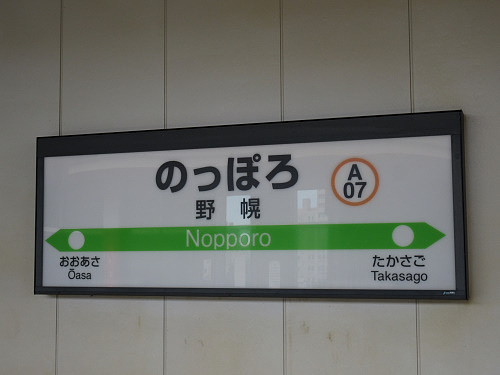 のっぽろ
A
07
野 幌
Nopporo
おおあさ
Ōasa
たかさご
Takasago